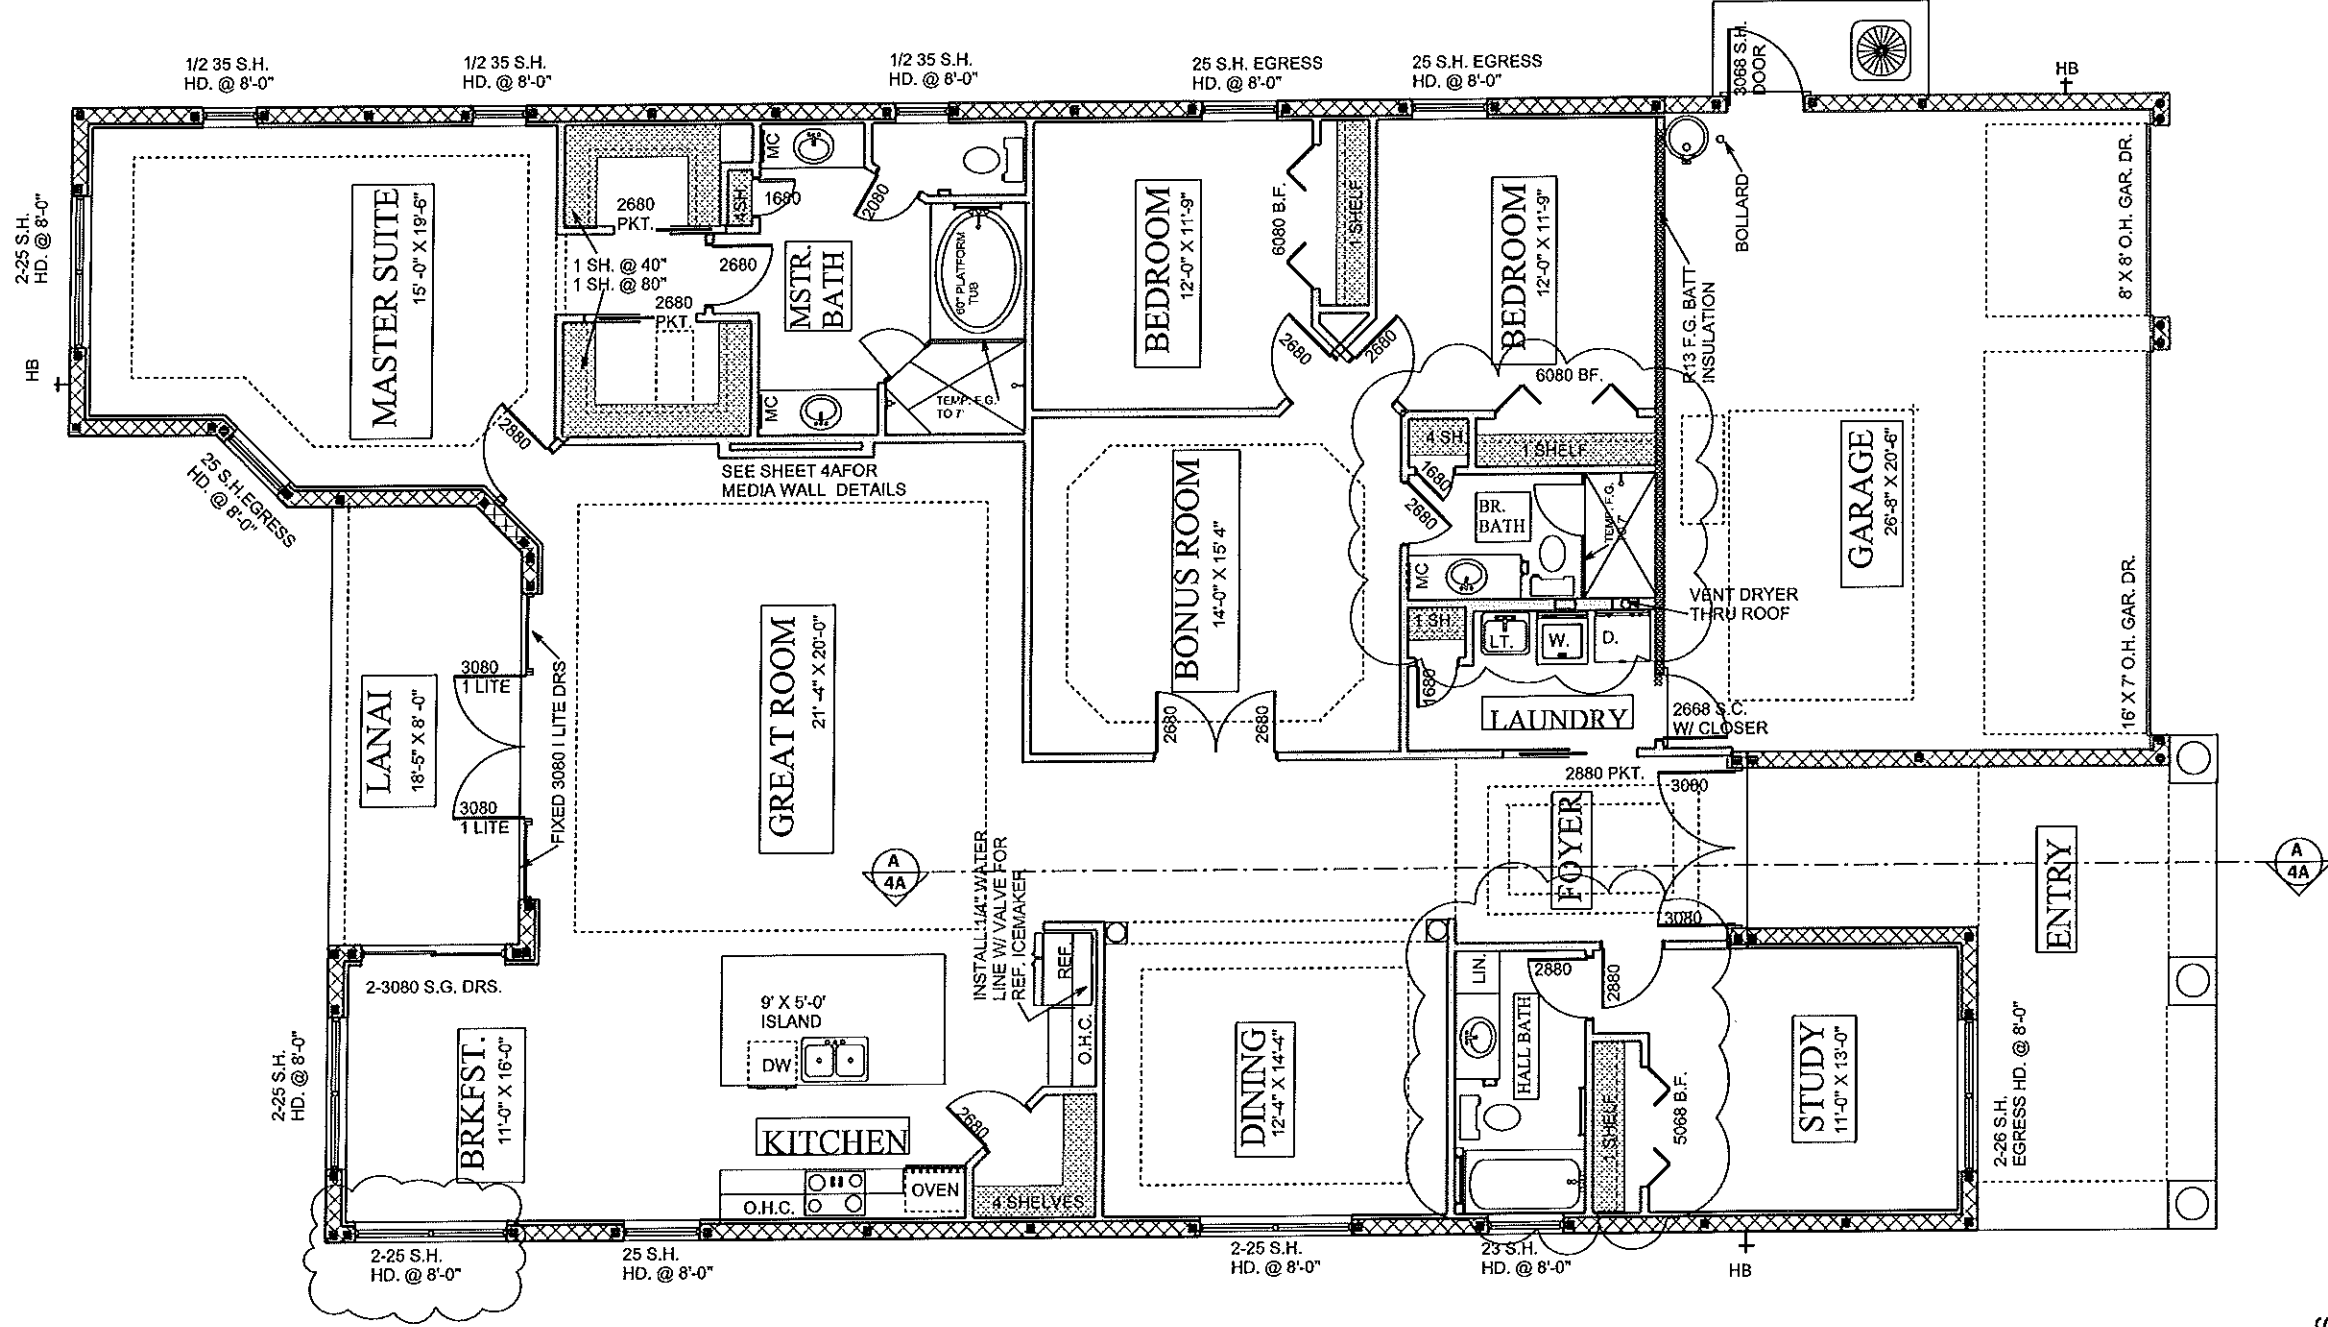 1/2 35 S.H.
HD. @ 8'-0"
1/2 35 S.H.
HD. @ 8'-0"
1/2 35 S.H.
HD. @ 8'-0"
25 S.H. EGRESS
HD. @ 8'-0"
25 S.H. EGRESS
HD. @ 8'-0"
3068 S.H.
DOOR
HB
2-25 S.H.
HD. @ 8'-0"
HB
MASTER SUITE
15'-0" X 19'-6"
2680
PKT.
1 SH. @ 40"
1 SH. @ 80"
2680
PKT.
4SH
1680
MC
2080
2680
MSTR.
BATH
60" PLATFORM
TUB
MC
TEMP. F.G.
TO 7'
BEDROOM
12'-0" X 11'-9"
6080 B.F.
1 SHELF
2680
2680
BEDROOM
12'-0" X 11'-9"
6080 BF.
BOLLARD
R13 F.G. BATT
INSULATION
8' X 8' O.H. GAR. DR.
GARAGE
26'-8" X 20'-6"
16' X 7' O.H. GAR. DR.
2880
25 S.H.EGRESS
HD. @ 8'-0"
SEE SHEET 4AFOR
MEDIA WALL DETAILS
4 SH
1 SHELF
1680
2680
BR.
BATH
TEMP. F.G.
TO 7'
MC
VENT DRYER
THRU ROOF
1 SH
LT.
W.
D.
1680
LAUNDRY
2668 S.C.
W/ CLOSER
BONUS ROOM
14'-0" X 15'4"
2680
2680
GREAT ROOM
21'-4" X 20'-0"
LANAI
18'-5" X 8'-0"
3080
1 LITE
3080
1 LITE
FIXED 3080 I LITE DRS
2880 PKT.
3080
FOYER
3080
ENTRY
A
4A
A
4A
INSTALL 1/4" WATER
LINE W/ VALVE FOR
REF. ICEMAKER
REF.
O.H.C.
2-3080 S.G. DRS.
9' X 5'-0'
ISLAND
DW
2-25 S.H.
HD. @ 8'-0"
BRKFST.
11'-0" X 16'-0"
KITCHEN
2680
O.H.C.
OVEN
4 SHELVES
DINING
12'-4" X 14'-4"
LIN.
2880
2880
HALL BATH
1 SHELF
5068 B.F.
STUDY
11'-0" X 13'-0"
2-26 S.H.
EGRESS HD. @ 8'-0"
2-25 S.H.
HD. @ 8'-0"
25 S.H.
HD. @ 8'-0"
2-25 S.H.
HD. @ 8'-0"
23 S.H.
HD. @ 8'-0"
HB